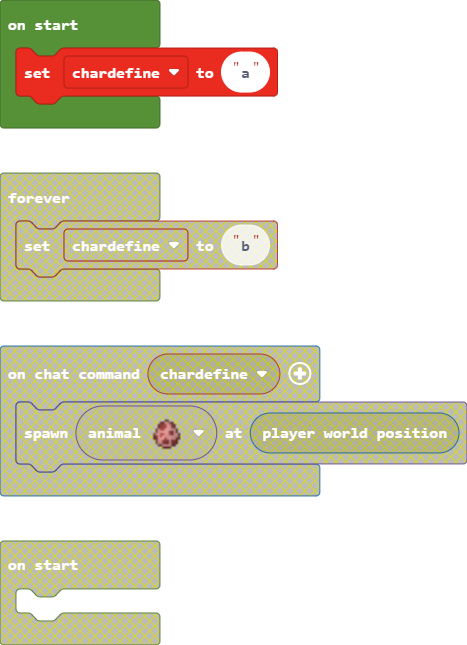 on start
set chardefine to "a"
forever
set chardefine to "b"
on chat command chardefine
spawn animal at player world position
on start